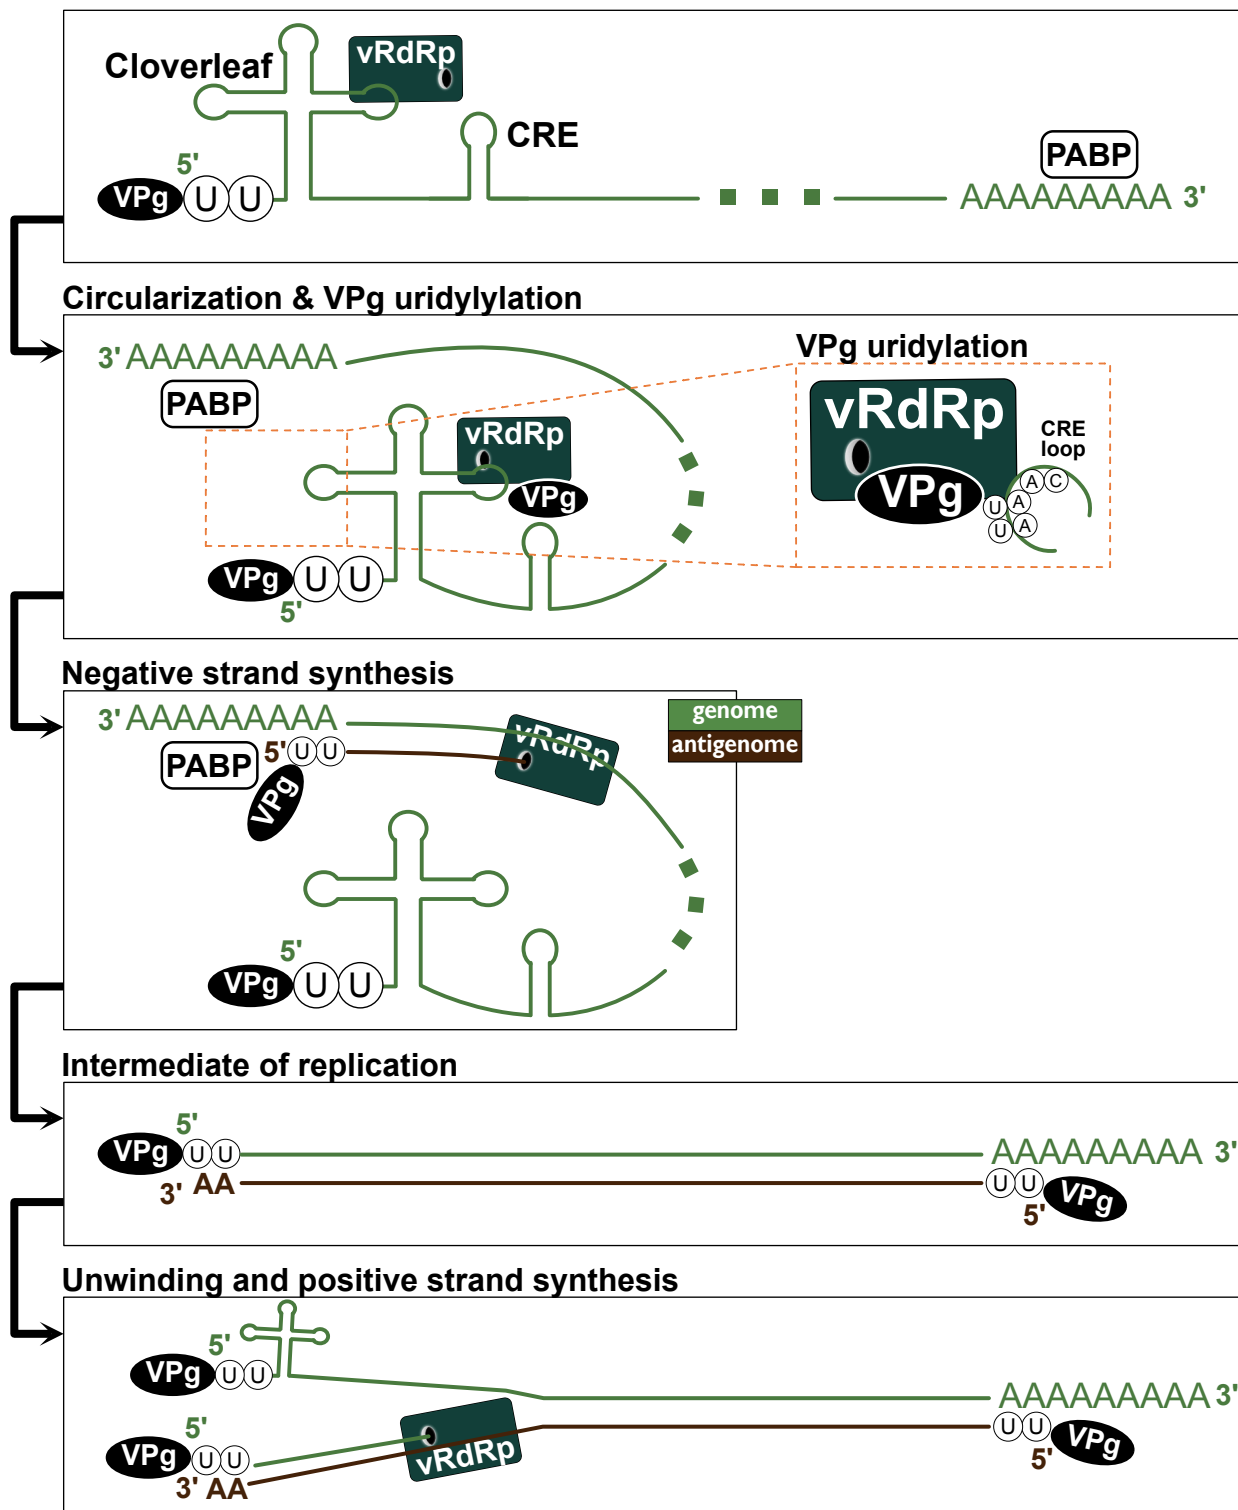 Cloverleaf
vRdRp
CRE
5'
VPg
U U
PABP
AAAAAAAAA 3'
Circularization & VPg uridylylation
3' AAAAAAAAA
PABP
vRdRp
VPg
VPg
U U
5'
VPg uridylation
vRdRp
VPg
CRE
loop
U
U
A
A
A
C
Negative strand synthesis
3' AAAAAAAAA
PABP
5'
U U
VPg
vRdRp
genome
antigenome
5'
VPg
U U
Intermediate of replication
5'
VPg
U U
AAAAAAAAA 3'
3' AA
U U
VPg
5'
Unwinding and positive strand synthesis
5'
VPg
U U
AAAAAAAAA 3'
U U
VPg
5'
5'
VPg
U U
3' AA
vRdRp